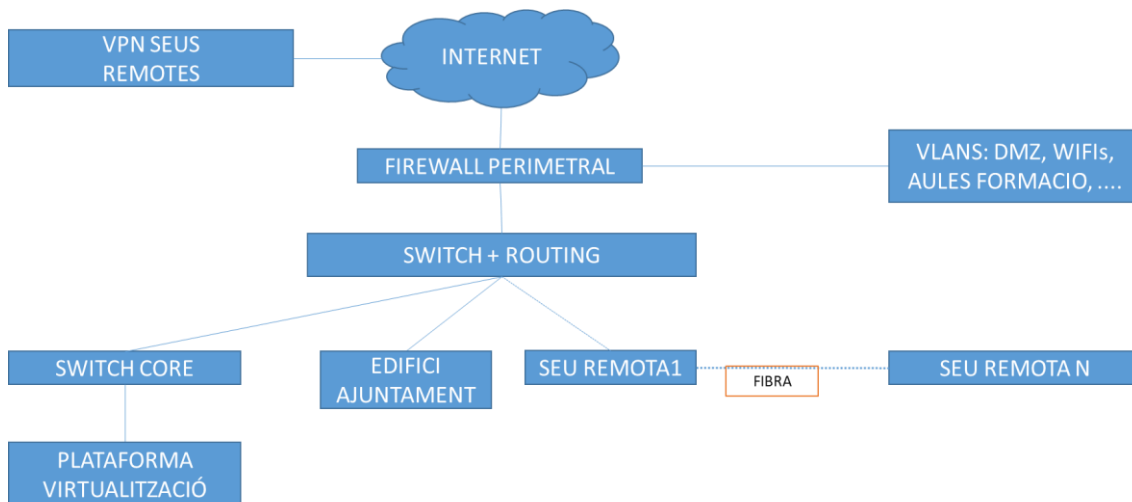 VPN SEUS
REMOTES
INTERNET
FIREWALL PERIMETRAL
VLANS: DMZ, WIFIs,
AULES FORMACIO, ....
SWITCH + ROUTING
SWITCH CORE
EDIFICI
AJUNTAMENT
SEU REMOTA1
FIBRA
SEU REMOTA N
PLATAFORMA
VIRTUALITZACIÓ